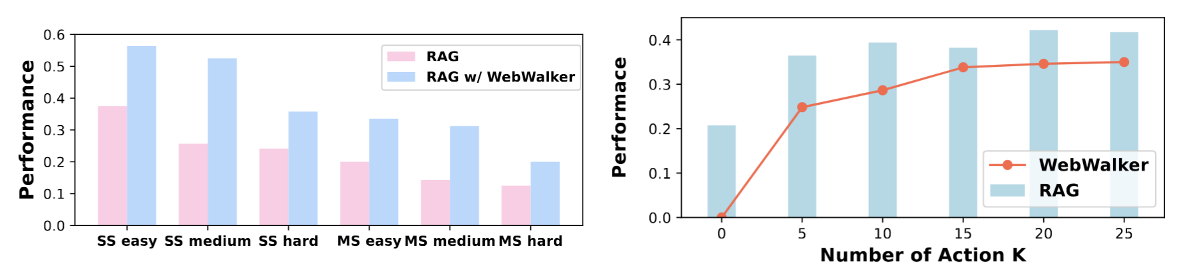 Performance
0.6
0.5
0.4
0.3
0.2
0.1
0.0
RAG
RAG w/ WebWalker
SS easy SS medium SS hard MS easy MS medium MS hard
Performace
0.4
0.3
0.2
0.1
0.0
WebWalker
RAG
0 5 10 15 20 25
Number of Action K